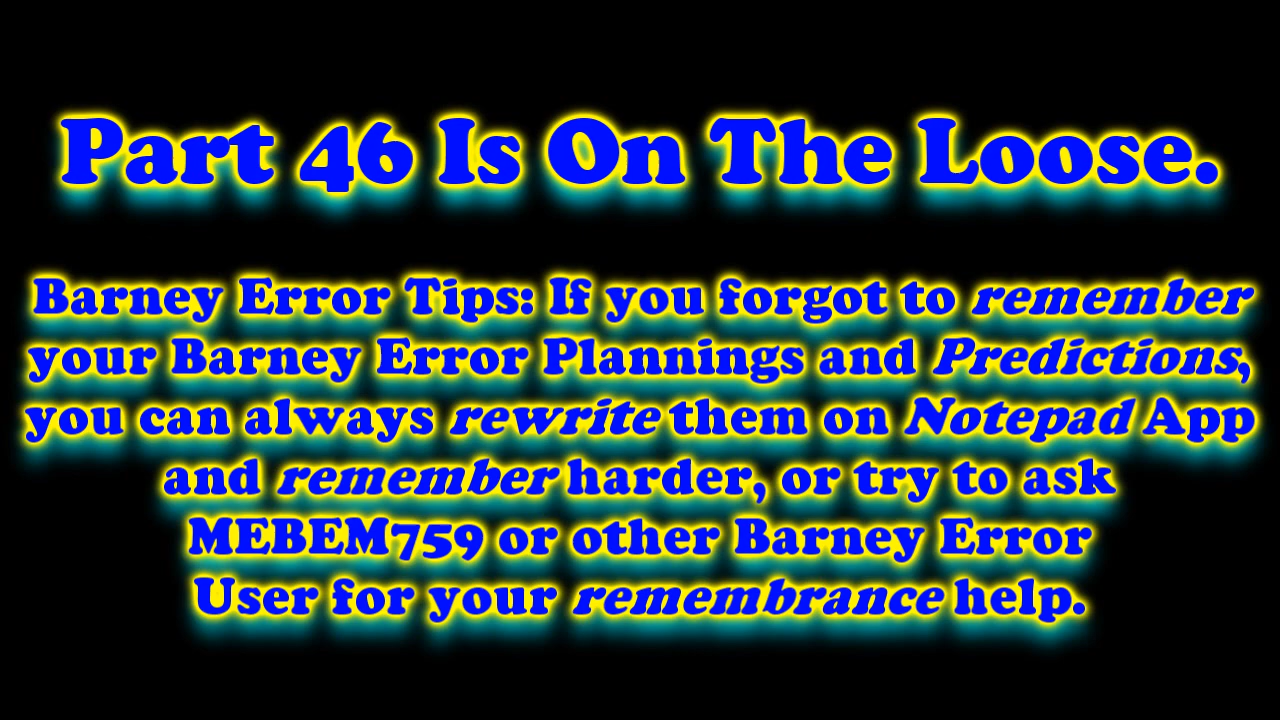 Part 46 Is On The Loose.
Barney Error Tips: If you forgot to remember
your Barney Error Plannings and Predictions,
you can always rewrite them on Notepad App
and remember harder, or try to ask
MEBEM759 or other Barney Error
User for your remembrance help.